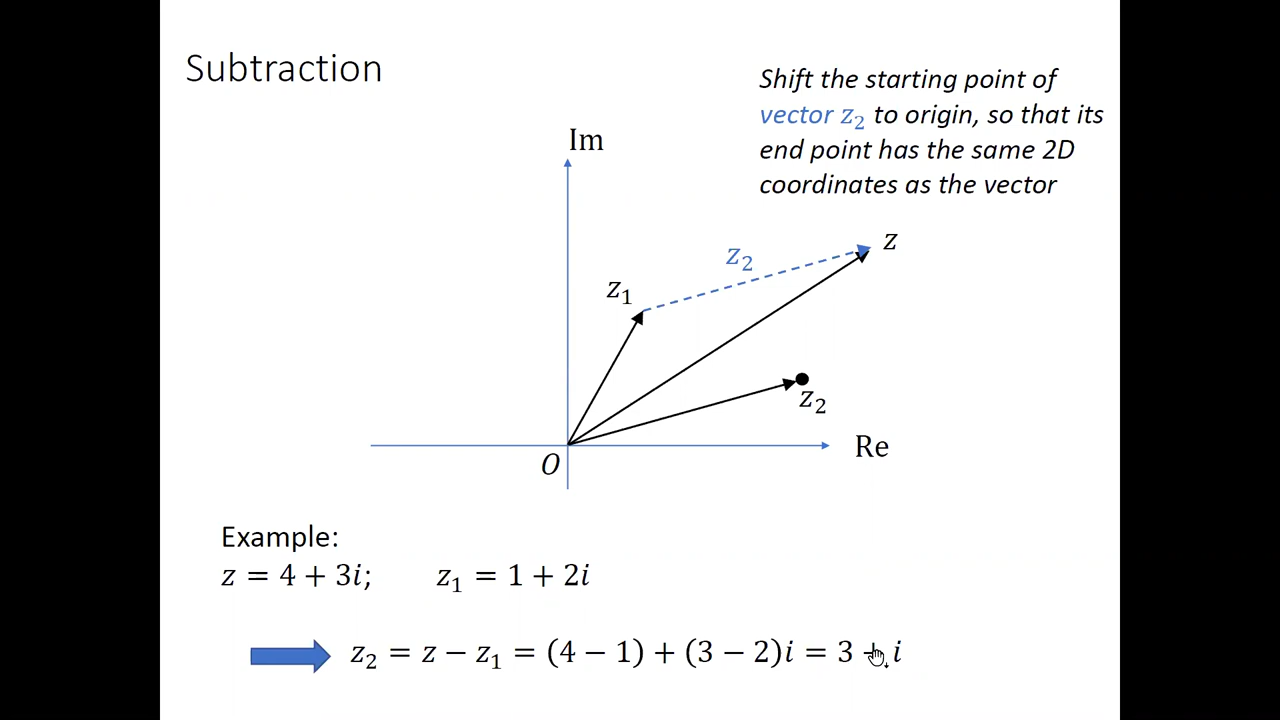 Subtraction
Shift the starting point of
vector z₂ to origin, so that its
end point has the same 2D
coordinates as the vector
Im
z
z₂
z₁
z₂
Re
O
Example:
z = 4 + 3i; z₁ = 1 + 2i
z₂ = z − z₁ = (4 − 1) + (3 − 2)i = 3 + i